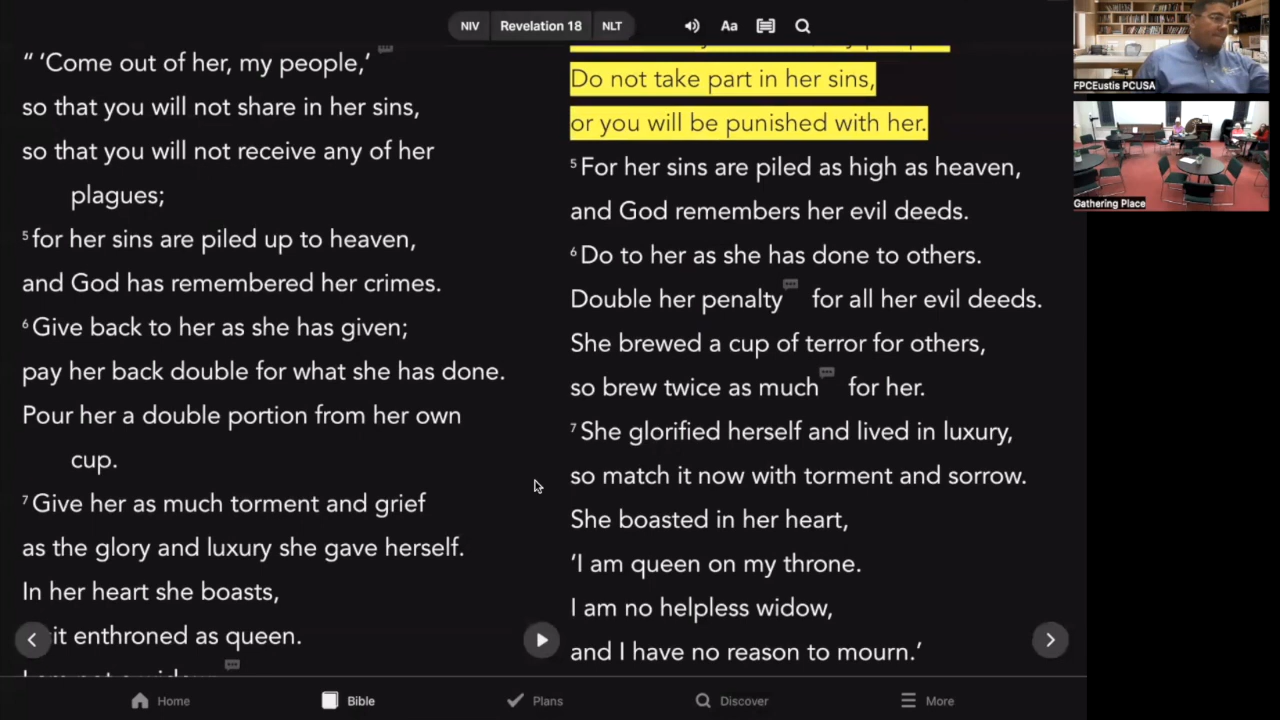 NIV
Revelation 18
NLT
Aa
“ ‘Come out of her, my people,’
so that you will not share in her sins,
so that you will not receive any of her
plagues;
5 for her sins are piled up to heaven,
and God has remembered her crimes.
6 Give back to her as she has given;
pay her back double for what she has done.
Pour her a double portion from her own
cup.
7 Give her as much torment and grief
as the glory and luxury she gave herself.
In her heart she boasts,
it enthroned as queen.
Do not take part in her sins,
or you will be punished with her.
5 For her sins are piled as high as heaven,
and God remembers her evil deeds.
6 Do to her as she has done to others.
Double her penalty for all her evil deeds.
She brewed a cup of terror for others,
so brew twice as much for her.
7 She glorified herself and lived in luxury,
so match it now with torment and sorrow.
She boasted in her heart,
‘I am queen on my throne.
I am no helpless widow,
and I have no reason to mourn.’
Home
Bible
Plans
Discover
More
FPCEustis PCUSA
Gathering Place